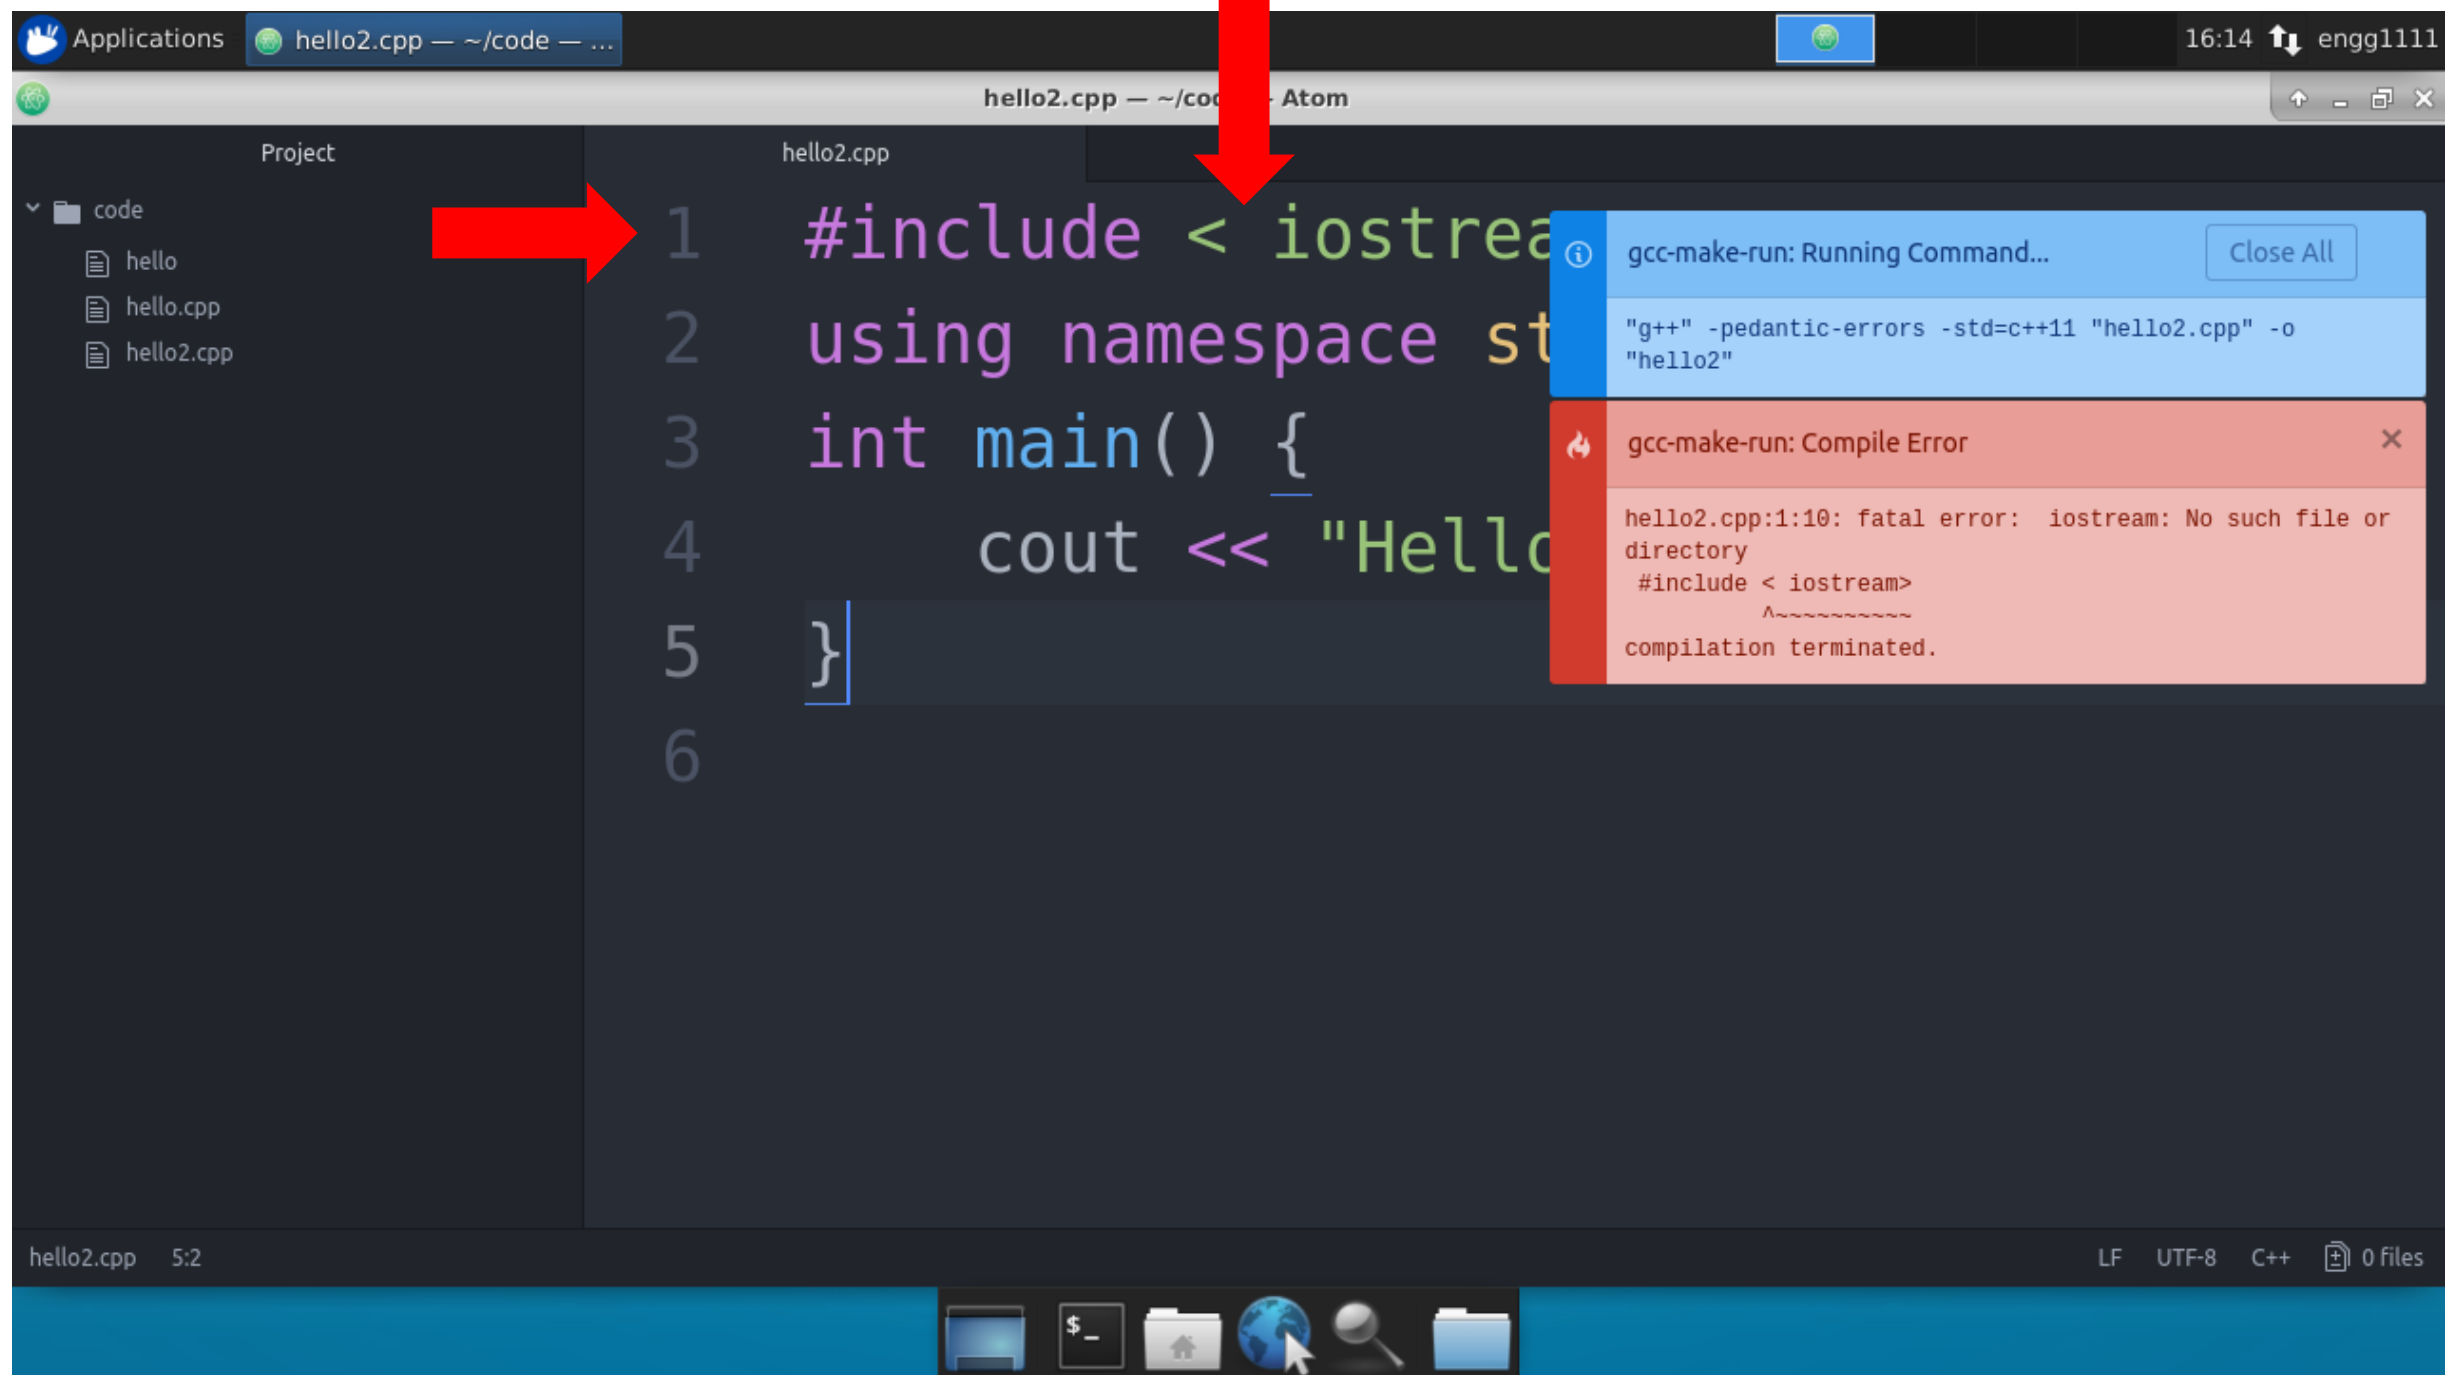 Applications hello2.cpp — ~/code — ... 16:14 engg1111
hello2.cpp — ~/co Atom
Project hello2.cpp
code
hello
hello.cpp
hello2.cpp
1 #include < iostrea
2 using namespace st
3 int main() {
4 cout << "Hello
5 }
6
gcc-make-run: Running Command... Close All
"g++" -pedantic-errors -std=c++11 "hello2.cpp" -o
"hello2"
gcc-make-run: Compile Error
hello2.cpp:1:10: fatal error:  iostream: No such file or
directory
#include < iostream>
^~~~~~~~~~~
compilation terminated.
hello2.cpp 5:2 LF UTF-8 C++ 0 files
$_